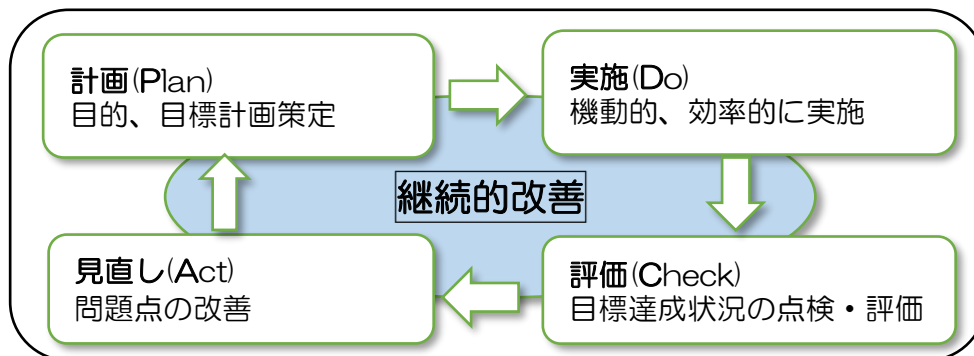 計画(Plan)
目的、目標計画策定
実施(Do)
機動的、効率的に実施
継続的改善
見直し(Act)
問題点の改善
評価(Check)
目標達成状況の点検・評価